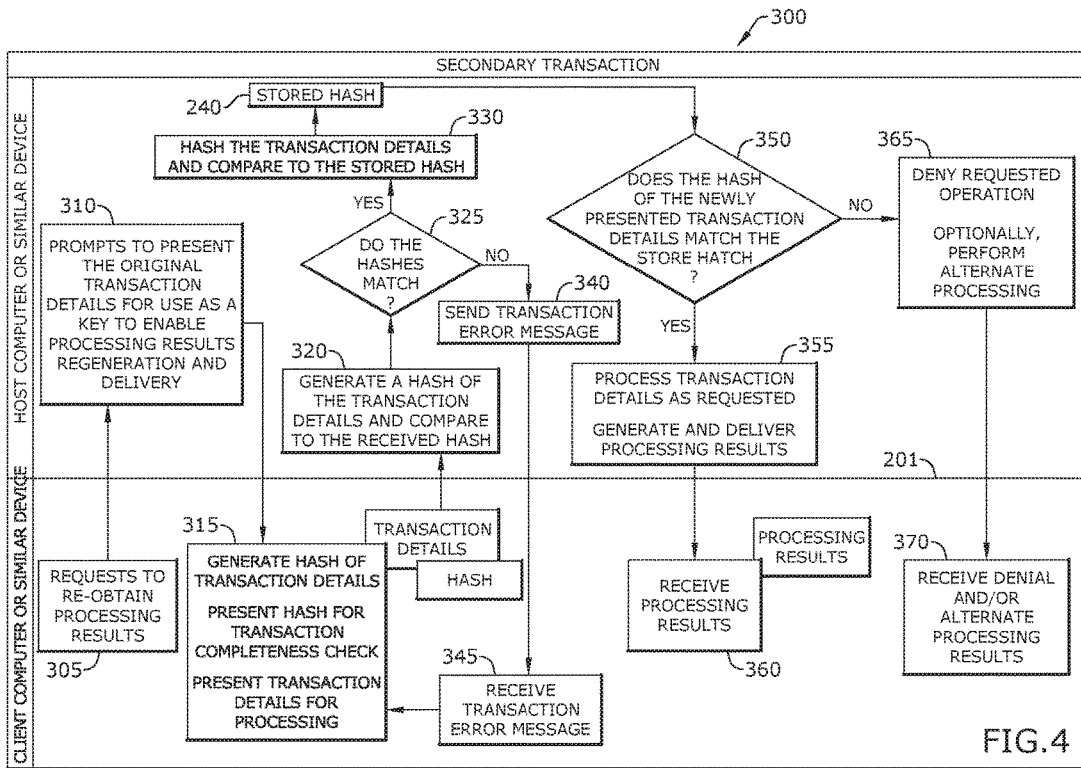 300
SECONDARY TRANSACTION
HOST COMPUTER OR SIMILAR DEVICE
240
STORED HASH
330
HASH THE TRANSACTION DETAILS
AND COMPARE TO THE STORED HASH
310
PROMPTS TO PRESENT
THE ORIGINAL
TRANSACTION
DETAILS FOR USE AS A
KEY TO ENABLE
PROCESSING RESULTS
REGENERATION AND
DELIVERY
YES
325
DO THE
HASHES
MATCH
?
NO
340
SEND TRANSACTION
ERROR MESSAGE
320
GENERATE A HASH OF
THE TRANSACTION
DETAILS AND COMPARE
TO THE RECEIVED HASH
350
DOES THE HASH
OF THE NEWLY
PRESENTED TRANSACTION
DETAILS MATCH THE
STORE HATCH
?
NO
YES
365
DENY REQUESTED
OPERATION
OPTIONALLY,
PERFORM
ALTERNATE
PROCESSING
355
PROCESS TRANSACTION
DETAILS AS REQUESTED
GENERATE AND DELIVER
PROCESSING RESULTS
201
CLIENT COMPUTER OR SIMILAR DEVICE
REQUESTS TO
RE-OBTAIN
PROCESSING
RESULTS
305
315
GENERATE HASH OF
TRANSACTION DETAILS
PRESENT HASH FOR
TRANSACTION
COMPLETENESS CHECK
PRESENT TRANSACTION
DETAILS FOR
PROCESSING
TRANSACTION
DETAILS
HASH
345
RECEIVE
TRANSACTION
ERROR MESSAGE
PROCESSING
RESULTS
RECEIVE
PROCESSING
RESULTS
360
370
RECEIVE DENIAL
AND/OR
ALTERNATE
PROCESSING
RESULTS
FIG.4